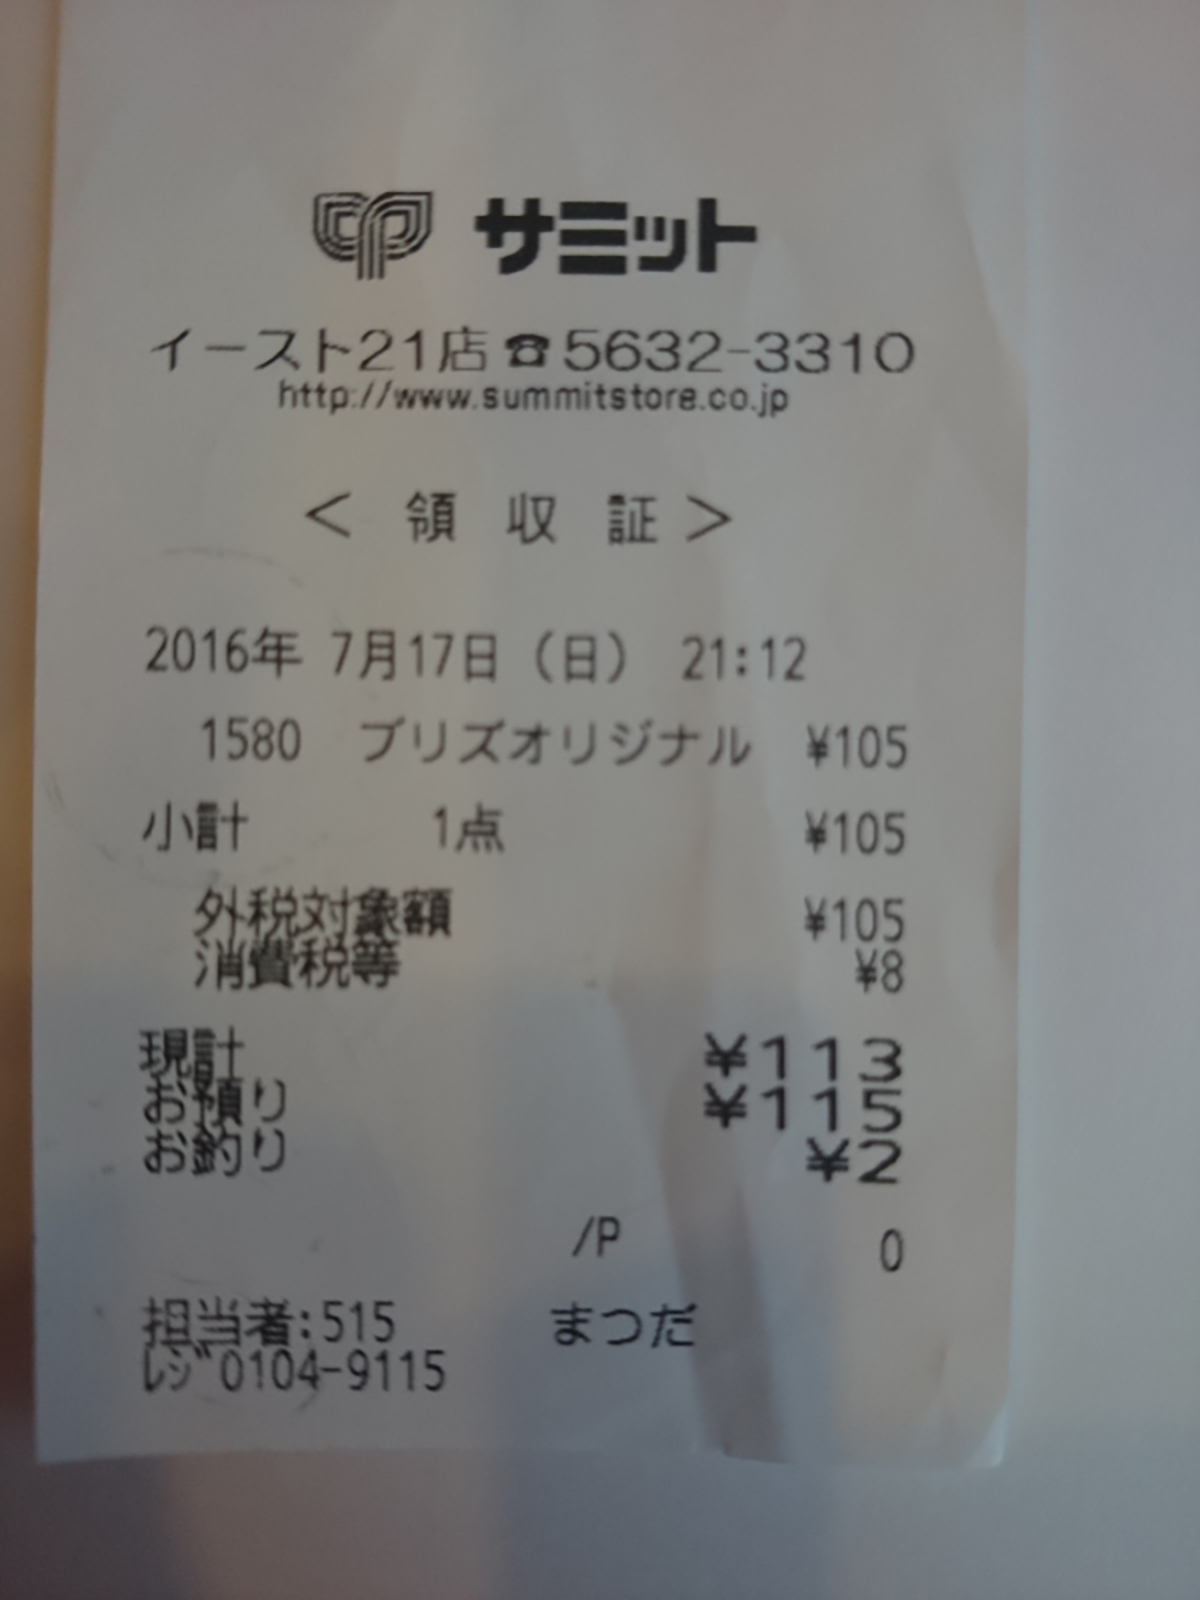 サミット
イースト21店☎5632-3310
http://www.summitstore.co.jp
< 領 収 証 >
2016年 7月17日（日） 21:12
1580 ブリズオリジナル ¥105
小計 1点 ¥105
外税対象額 ¥105
消費税等 ¥8
現計 ¥113
お預り ¥115
お釣り ¥2
/P 0
担当者:515 まつだ
ﾚｼﾞ0104-9115